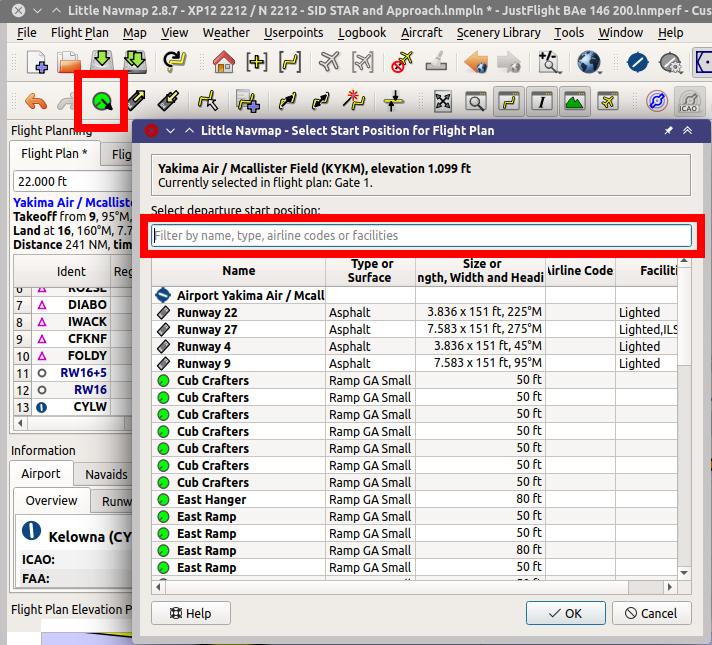 Little Navmap 2.8.7 - XP12 2212 / N 2212 - SID STAR and Approach.lnmpln * - JustFlight BAe 146 200.lnmperf - Cus
File Flight Plan Map View Weather Userpoints Logbook Aircraft Scenery Library Tools Window Help
ICAO
Flight Planning
Flight Plan *
Flig
22.000 ft
Yakima Air / Mcalliste
Takeoff from 9, 95°M,
Land at 16, 160°M, 7.7
Distance 241 NM, tim
Ident Reg
6 ROZSE
7 DIABO
8 IWACK
9 CFKNF
10 FOLDY
11 RW16+5
12 RW16
13 CYLW
Information
Airport Navaids
Overview Runw
Kelowna (CY
ICAO:
FAA:
Flight Plan Elevation P
Little Navmap - Select Start Position for Flight Plan
Yakima Air / Mcallister Field (KYKM), elevation 1.099 ft
Currently selected in flight plan: Gate 1.
Select departure start position:
Filter by name, type, airline codes or facilities
Name Type or Surface Size or ngth, Width and Headi Airline Code Faciliti
Airport Yakima Air / Mcall
Runway 22 Asphalt 3.836 x 151 ft, 225°M Lighted
Runway 27 Asphalt 7.583 x 151 ft, 275°M Lighted,ILS
Runway 4 Asphalt 3.836 x 151 ft, 45°M Lighted
Runway 9 Asphalt 7.583 x 151 ft, 95°M Lighted
Cub Crafters Ramp GA Small 50 ft
Cub Crafters Ramp GA Small 50 ft
Cub Crafters Ramp GA Small 50 ft
Cub Crafters Ramp GA Small 50 ft
Cub Crafters Ramp GA Small 50 ft
Cub Crafters Ramp GA Small 50 ft
Cub Crafters Ramp GA Small 50 ft
East Hanger Ramp GA Small 80 ft
East Ramp Ramp GA Small 50 ft
East Ramp Ramp GA Small 50 ft
East Ramp Ramp GA Small 80 ft
East Ramp Ramp GA Small 50 ft
Help OK Cancel